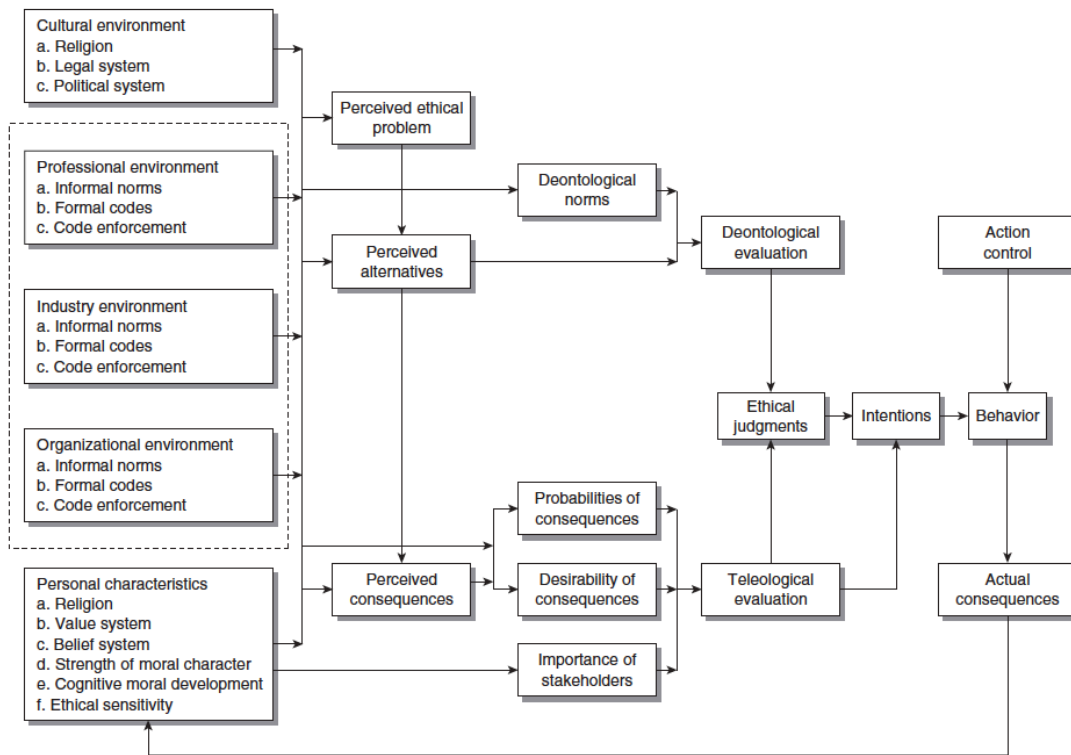 Cultural environment
a. Religion
b. Legal system
c. Political system
Perceived ethical
problem
Professional environment
a. Informal norms
b. Formal codes
c. Code enforcement
Deontological
norms
Perceived
alternatives
Deontological
evaluation
Action
control
Industry environment
a. Informal norms
b. Formal codes
c. Code enforcement
Ethical
judgments
Intentions
Behavior
Organizational environment
a. Informal norms
b. Formal codes
c. Code enforcement
Probabilities of
consequences
Perceived
consequences
Desirability of
consequences
Teleological
evaluation
Actual
consequences
Personal characteristics
a. Religion
b. Value system
c. Belief system
d. Strength of moral character
e. Cognitive moral development
f. Ethical sensitivity
Importance of
stakeholders